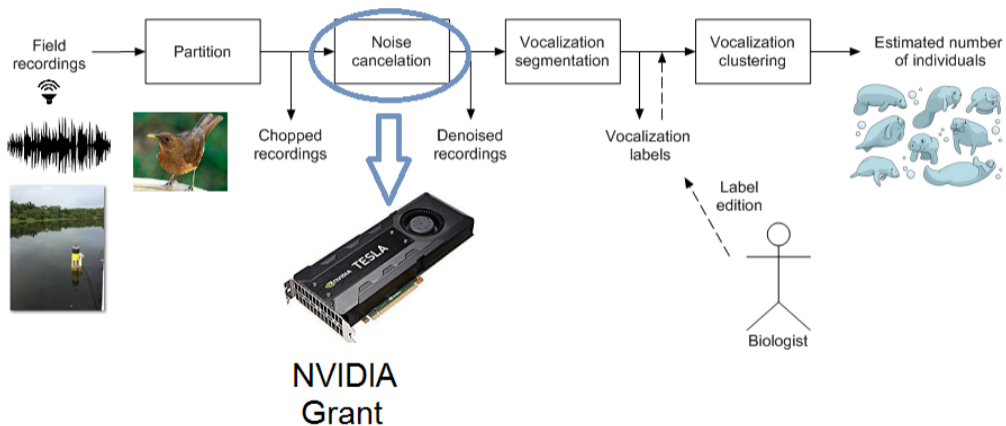 Field
recordings
Partition
Noise
cancelation
Vocalization
segmentation
Vocalization
clustering
Estimated number
of individuals
Chopped
recordings
Denoised
recordings
Vocalization
labels
Label
edition
Biologist
NVIDIA
TESLA
NVIDIA
Grant